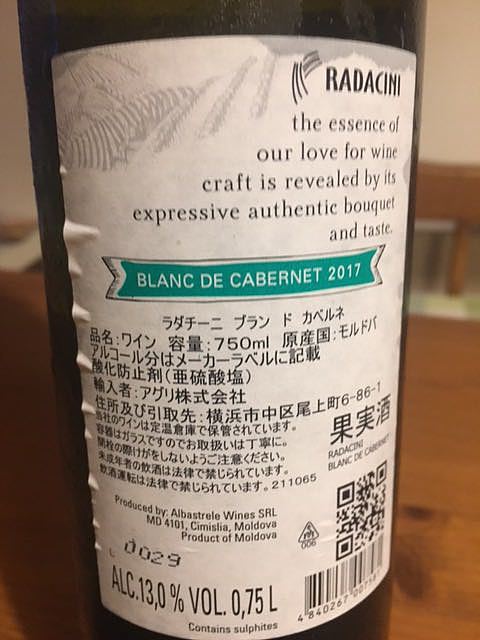 RADACINI
the essence of
our love for wine
craft is revealed by its
expressive authentic bouquet
and taste.
BLANC DE CABERNET 2017
ラダチーニ ブラン ド カベルネ
品名:ワイン 容量:750ml 原産国:モルドバ
アルコール分はメーカーラベルに記載
酸化防止剤(亜硫酸塩)
輸入者:アグリ株式会社
住所及び引取先:横浜市中区尾上町6-86-1
当社のワインは定温倉庫で保管されています。
容器はガラスですのでお取扱いは丁寧に。
開栓の際けがをしないようご注意ください。
未成年者の飲酒は法律で禁じられています。
飲酒運転は法律で禁じられています。211065
果実酒
RADACINI
BLANC DE CABERNET
Produced by: Albastrele Wines SRL
MD 4101, Cimislia, Moldova
Product of Moldova
006
L 0029
ALC.13,0 % VOL. 0,75 L
Contains sulphites